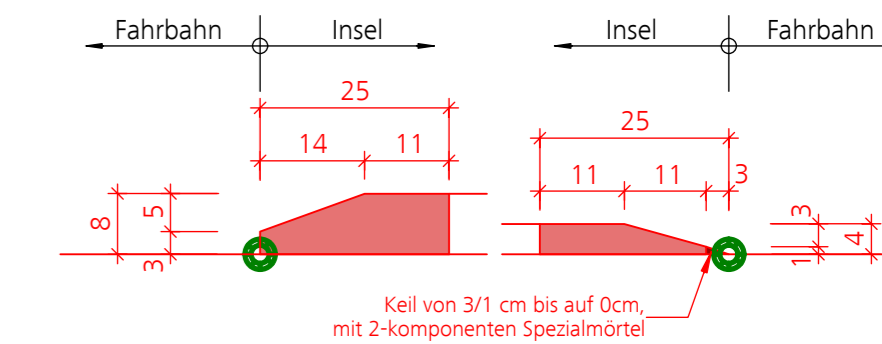 Fahrbahn Insel Insel Fahrbahn
25
14 11
8 5 3
25
11 11 3
3 1 4
Keil von 3/1 cm bis auf 0cm,
mit 2-komponenten Spezialmörtel